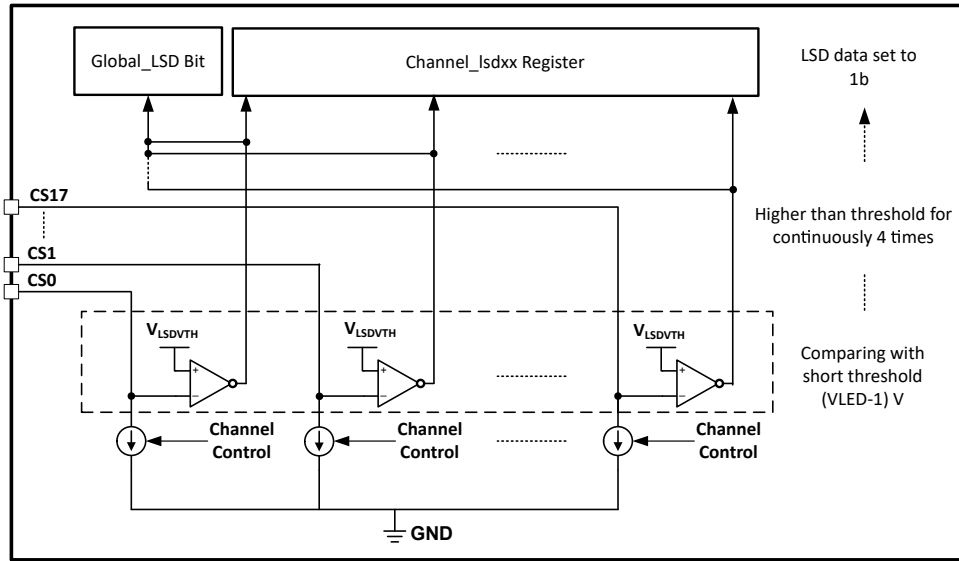 Global_LSD Bit
Channel_lsdxx Register
LSD data set to
1b
CS17
Higher than threshold for
continuously 4 times
CS1
CS0
VLSDVTH
VLSDVTH
VLSDVTH
+
+
+
−
−
−
Comparing with
short threshold
(VLED-1) V
Channel
Control
Channel
Control
Channel
Control
GND